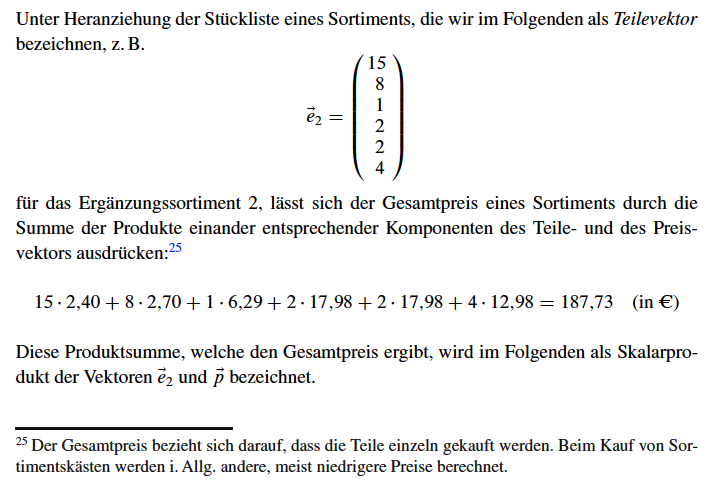 Unter Heranziehung der Stückliste eines Sortiments, die wir im Folgenden als Teilevektor
bezeichnen, z. B.
e⃗₂ =
15
8
1
2
2
4
für das Ergänzungssortiment 2, lässt sich der Gesamtpreis eines Sortiments durch die
Summe der Produkte einander entsprechender Komponenten des Teile- und des Preis-
vektors ausdrücken:²⁵
15 · 2,40 + 8 · 2,70 + 1 · 6,29 + 2 · 17,98 + 2 · 17,98 + 4 · 12,98 = 187,73 (in €)
Diese Produktsumme, welche den Gesamtpreis ergibt, wird im Folgenden als Skalarpro-
dukt der Vektoren e⃗₂ und p⃗ bezeichnet.
²⁵ Der Gesamtpreis bezieht sich darauf, dass die Teile einzeln gekauft werden. Beim Kauf von Sor-
timentskästen werden i. Allg. andere, meist niedrigere Preise berechnet.